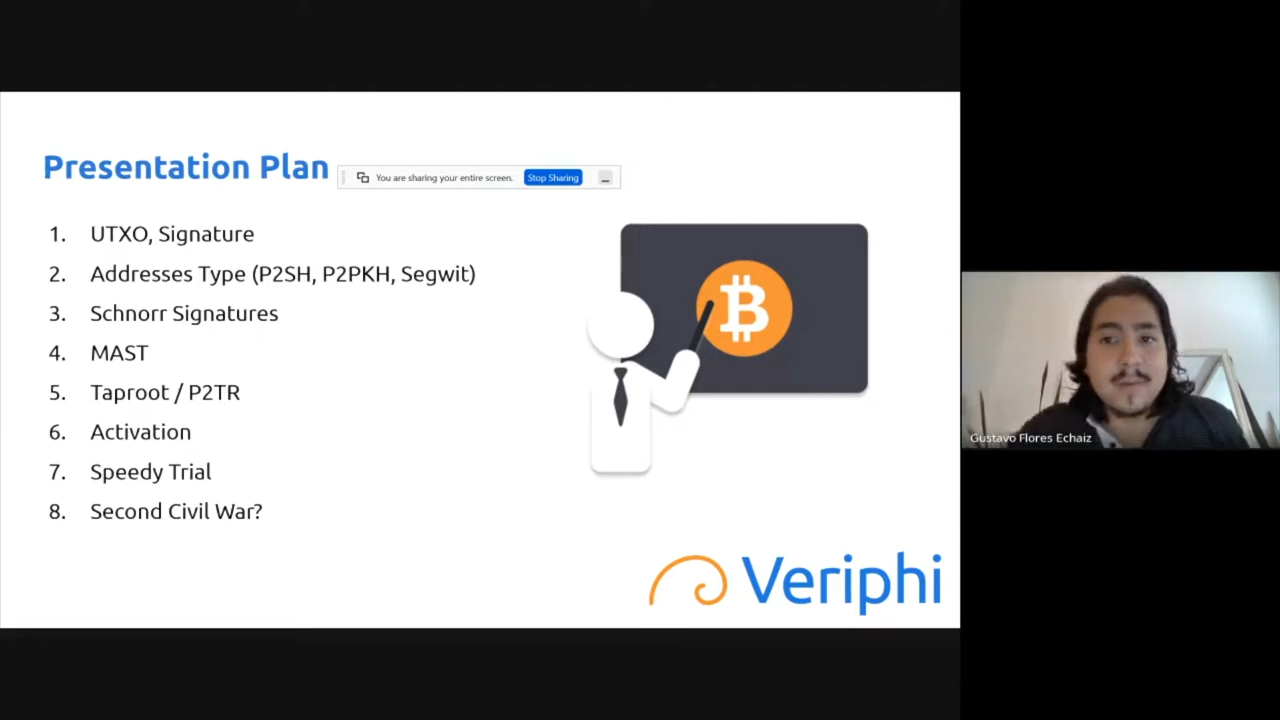 Presentation Plan
You are sharing your entire screen. Stop Sharing
1. UTXO, Signature
2. Addresses Type (P2SH, P2PKH, Segwit)
3. Schnorr Signatures
4. MAST
5. Taproot / P2TR
6. Activation
7. Speedy Trial
8. Second Civil War?
Veriphi
Gustavo Flores Echaiz